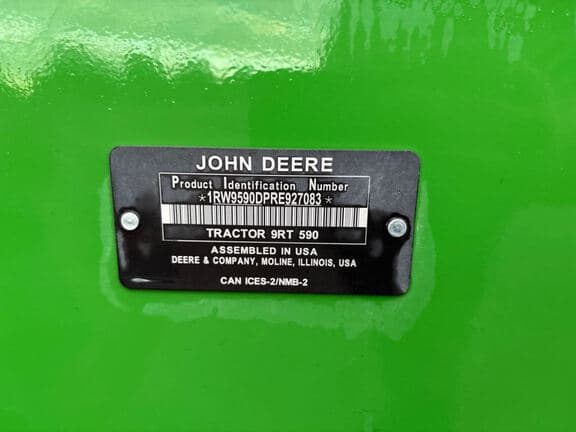 JOHN DEERE
Product Identification Number
*1RW9590DPRE927083*
TRACTOR 9RT 590
ASSEMBLED IN USA
DEERE & COMPANY, MOLINE, ILLINOIS, USA
CAN ICES-2/NMB-2